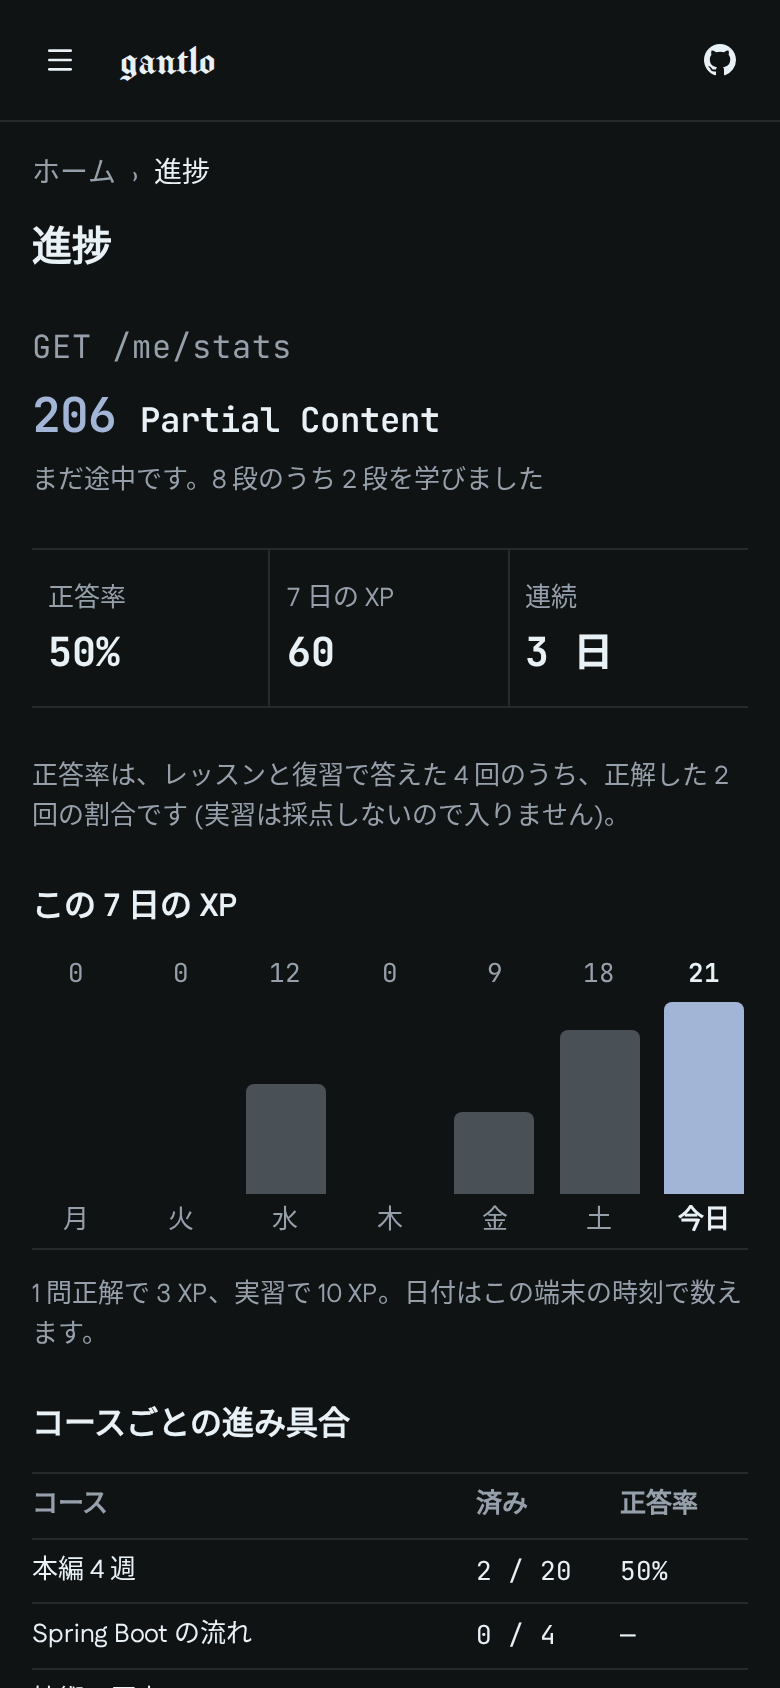 gantlo
ホーム › 進捗
進捗
GET /me/stats
206 Partial Content
まだ途中です。8 段のうち 2 段を学びました
正答率 7 日の XP 連続
50% 60 3 日
正答率は、レッスンと復習で答えた 4 回のうち、正解した 2
回の割合です (実習は採点しないので入りません)。
この 7 日の XP
0 0 12 0 9 18 21
月 火 水 木 金 土 今日
1 問正解で 3 XP、実習で 10 XP。日付はこの端末の時刻で数え
ます。
コースごとの進み具合
コース 済み 正答率
本編 4 週 2 / 20 50%
Spring Boot の流れ 0 / 4 —